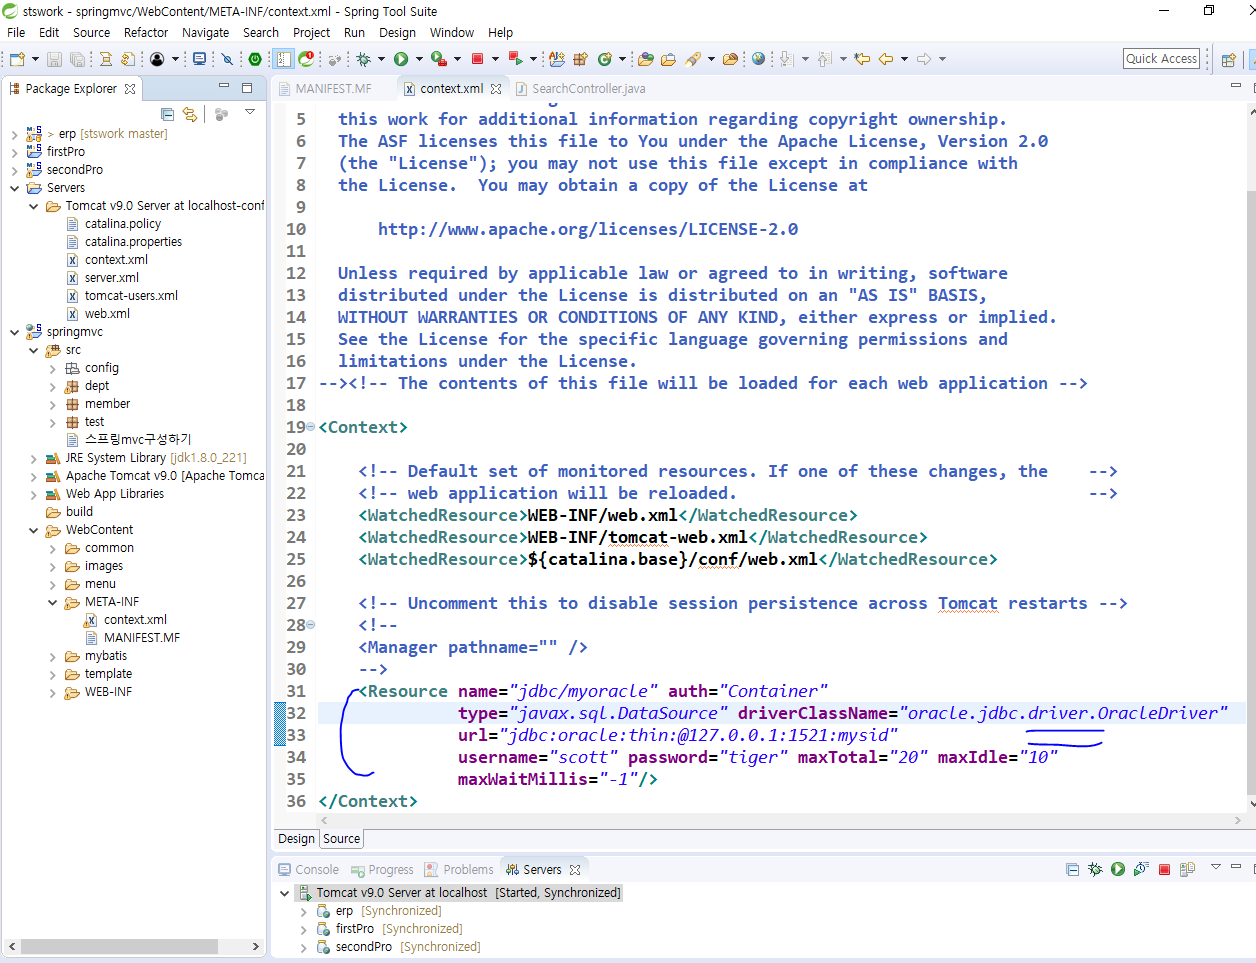 stswork - springmvc/WebContent/META-INF/context.xml - Spring Tool Suite
File Edit Source Refactor Navigate Search Project Run Design Window Help
Quick Access
Package Explorer
> erp [stswork master]
firstPro
secondPro
Servers
Tomcat v9.0 Server at localhost-conf
catalina.policy
catalina.properties
context.xml
server.xml
tomcat-users.xml
web.xml
springmvc
src
config
dept
member
test
스프링mvc구성하기
JRE System Library [jdk1.8.0_221]
Apache Tomcat v9.0 [Apache Tomca
Web App Libraries
build
WebContent
common
images
menu
META-INF
context.xml
MANIFEST.MF
mybatis
template
WEB-INF
MANIFEST.MF context.xml SearchController.java
5 this work for additional information regarding copyright ownership.
6 The ASF licenses this file to You under the Apache License, Version 2.0
7 (the "License"); you may not use this file except in compliance with
8 the License.  You may obtain a copy of the License at
9
10 http://www.apache.org/licenses/LICENSE-2.0
11
12 Unless required by applicable law or agreed to in writing, software
13 distributed under the License is distributed on an "AS IS" BASIS,
14 WITHOUT WARRANTIES OR CONDITIONS OF ANY KIND, either express or implied.
15 See the License for the specific language governing permissions and
16 limitations under the License.
17 --><!-- The contents of this file will be loaded for each web application -->
18
19 <Context>
20
21 <!-- Default set of monitored resources. If one of these changes, the -->
22 <!-- web application will be reloaded. -->
23 <WatchedResource>WEB-INF/web.xml</WatchedResource>
24 <WatchedResource>WEB-INF/tomcat-web.xml</WatchedResource>
25 <WatchedResource>${catalina.base}/conf/web.xml</WatchedResource>
26
27 <!-- Uncomment this to disable session persistence across Tomcat restarts -->
28 <!--
29 <Manager pathname="" />
30 -->
31 <Resource name="jdbc/myoracle" auth="Container"
32 type="javax.sql.DataSource" driverClassName="oracle.jdbc.driver.OracleDriver"
33 url="jdbc:oracle:thin:@127.0.0.1:1521:mysid"
34 username="scott" password="tiger" maxTotal="20" maxIdle="10"
35 maxWaitMillis="-1"/>
36 </Context>
Design Source
Console Progress Problems Servers
Tomcat v9.0 Server at localhost [Started, Synchronized]
erp [Synchronized]
firstPro [Synchronized]
secondPro [Synchronized]